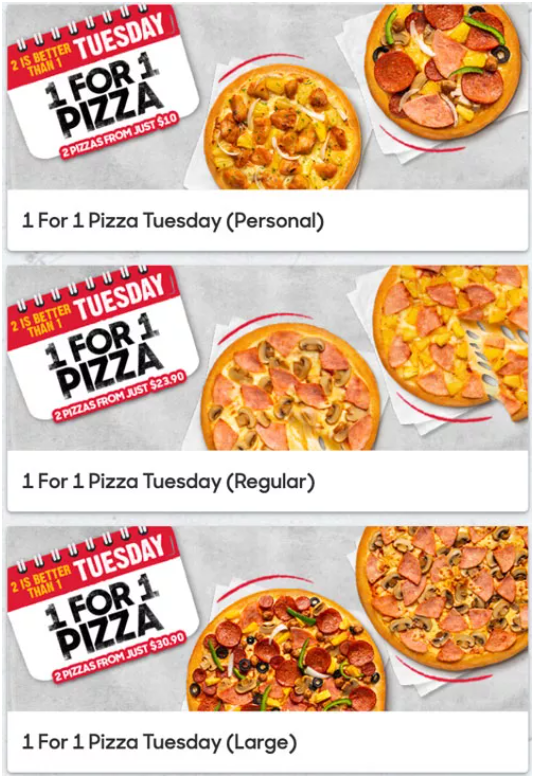 2 IS BETTER
THAN 1
TUESDAY
1 FOR 1
PIZZA
2 PIZZAS FROM JUST $10
1 For 1 Pizza Tuesday (Personal)
2 IS BETTER
THAN 1
TUESDAY
1 FOR 1
PIZZA
2 PIZZAS FROM JUST $23.90
1 For 1 Pizza Tuesday (Regular)
2 IS BETTER
THAN 1
TUESDAY
1 FOR 1
PIZZA
2 PIZZAS FROM JUST $30.90
1 For 1 Pizza Tuesday (Large)